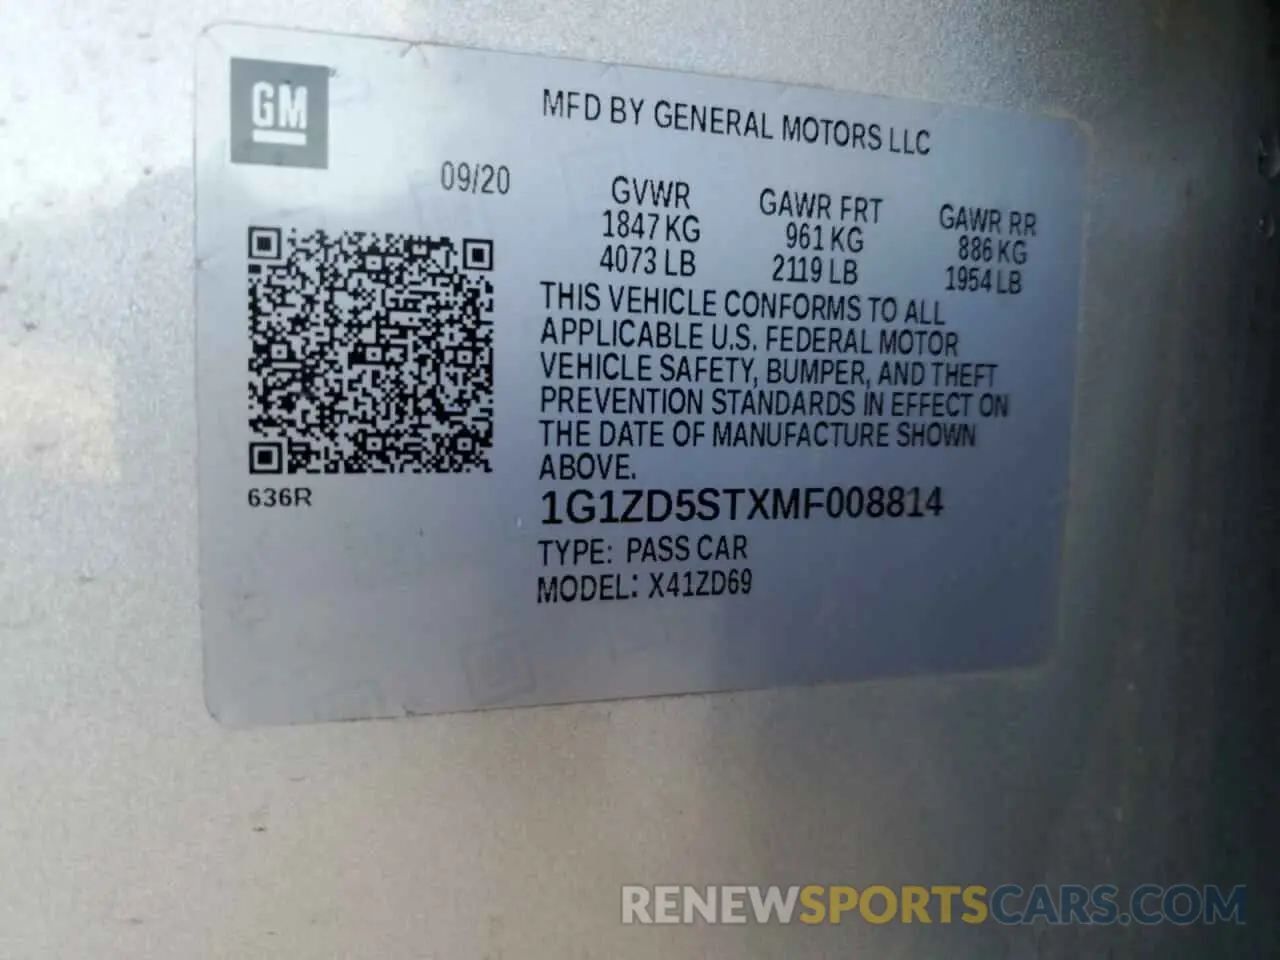 GM
MFD BY GENERAL MOTORS LLC
09/20
GVWR GAWR FRT GAWR RR
1847 KG 961 KG 886 KG
4073 LB 2119 LB 1954 LB
THIS VEHICLE CONFORMS TO ALL
APPLICABLE U.S. FEDERAL MOTOR
VEHICLE SAFETY, BUMPER, AND THEFT
PREVENTION STANDARDS IN EFFECT ON
THE DATE OF MANUFACTURE SHOWN
ABOVE.
636R
1G1ZD5STXMF008814
TYPE: PASS CAR
MODEL: X41ZD69
RENEWSPORTSCARS.COM